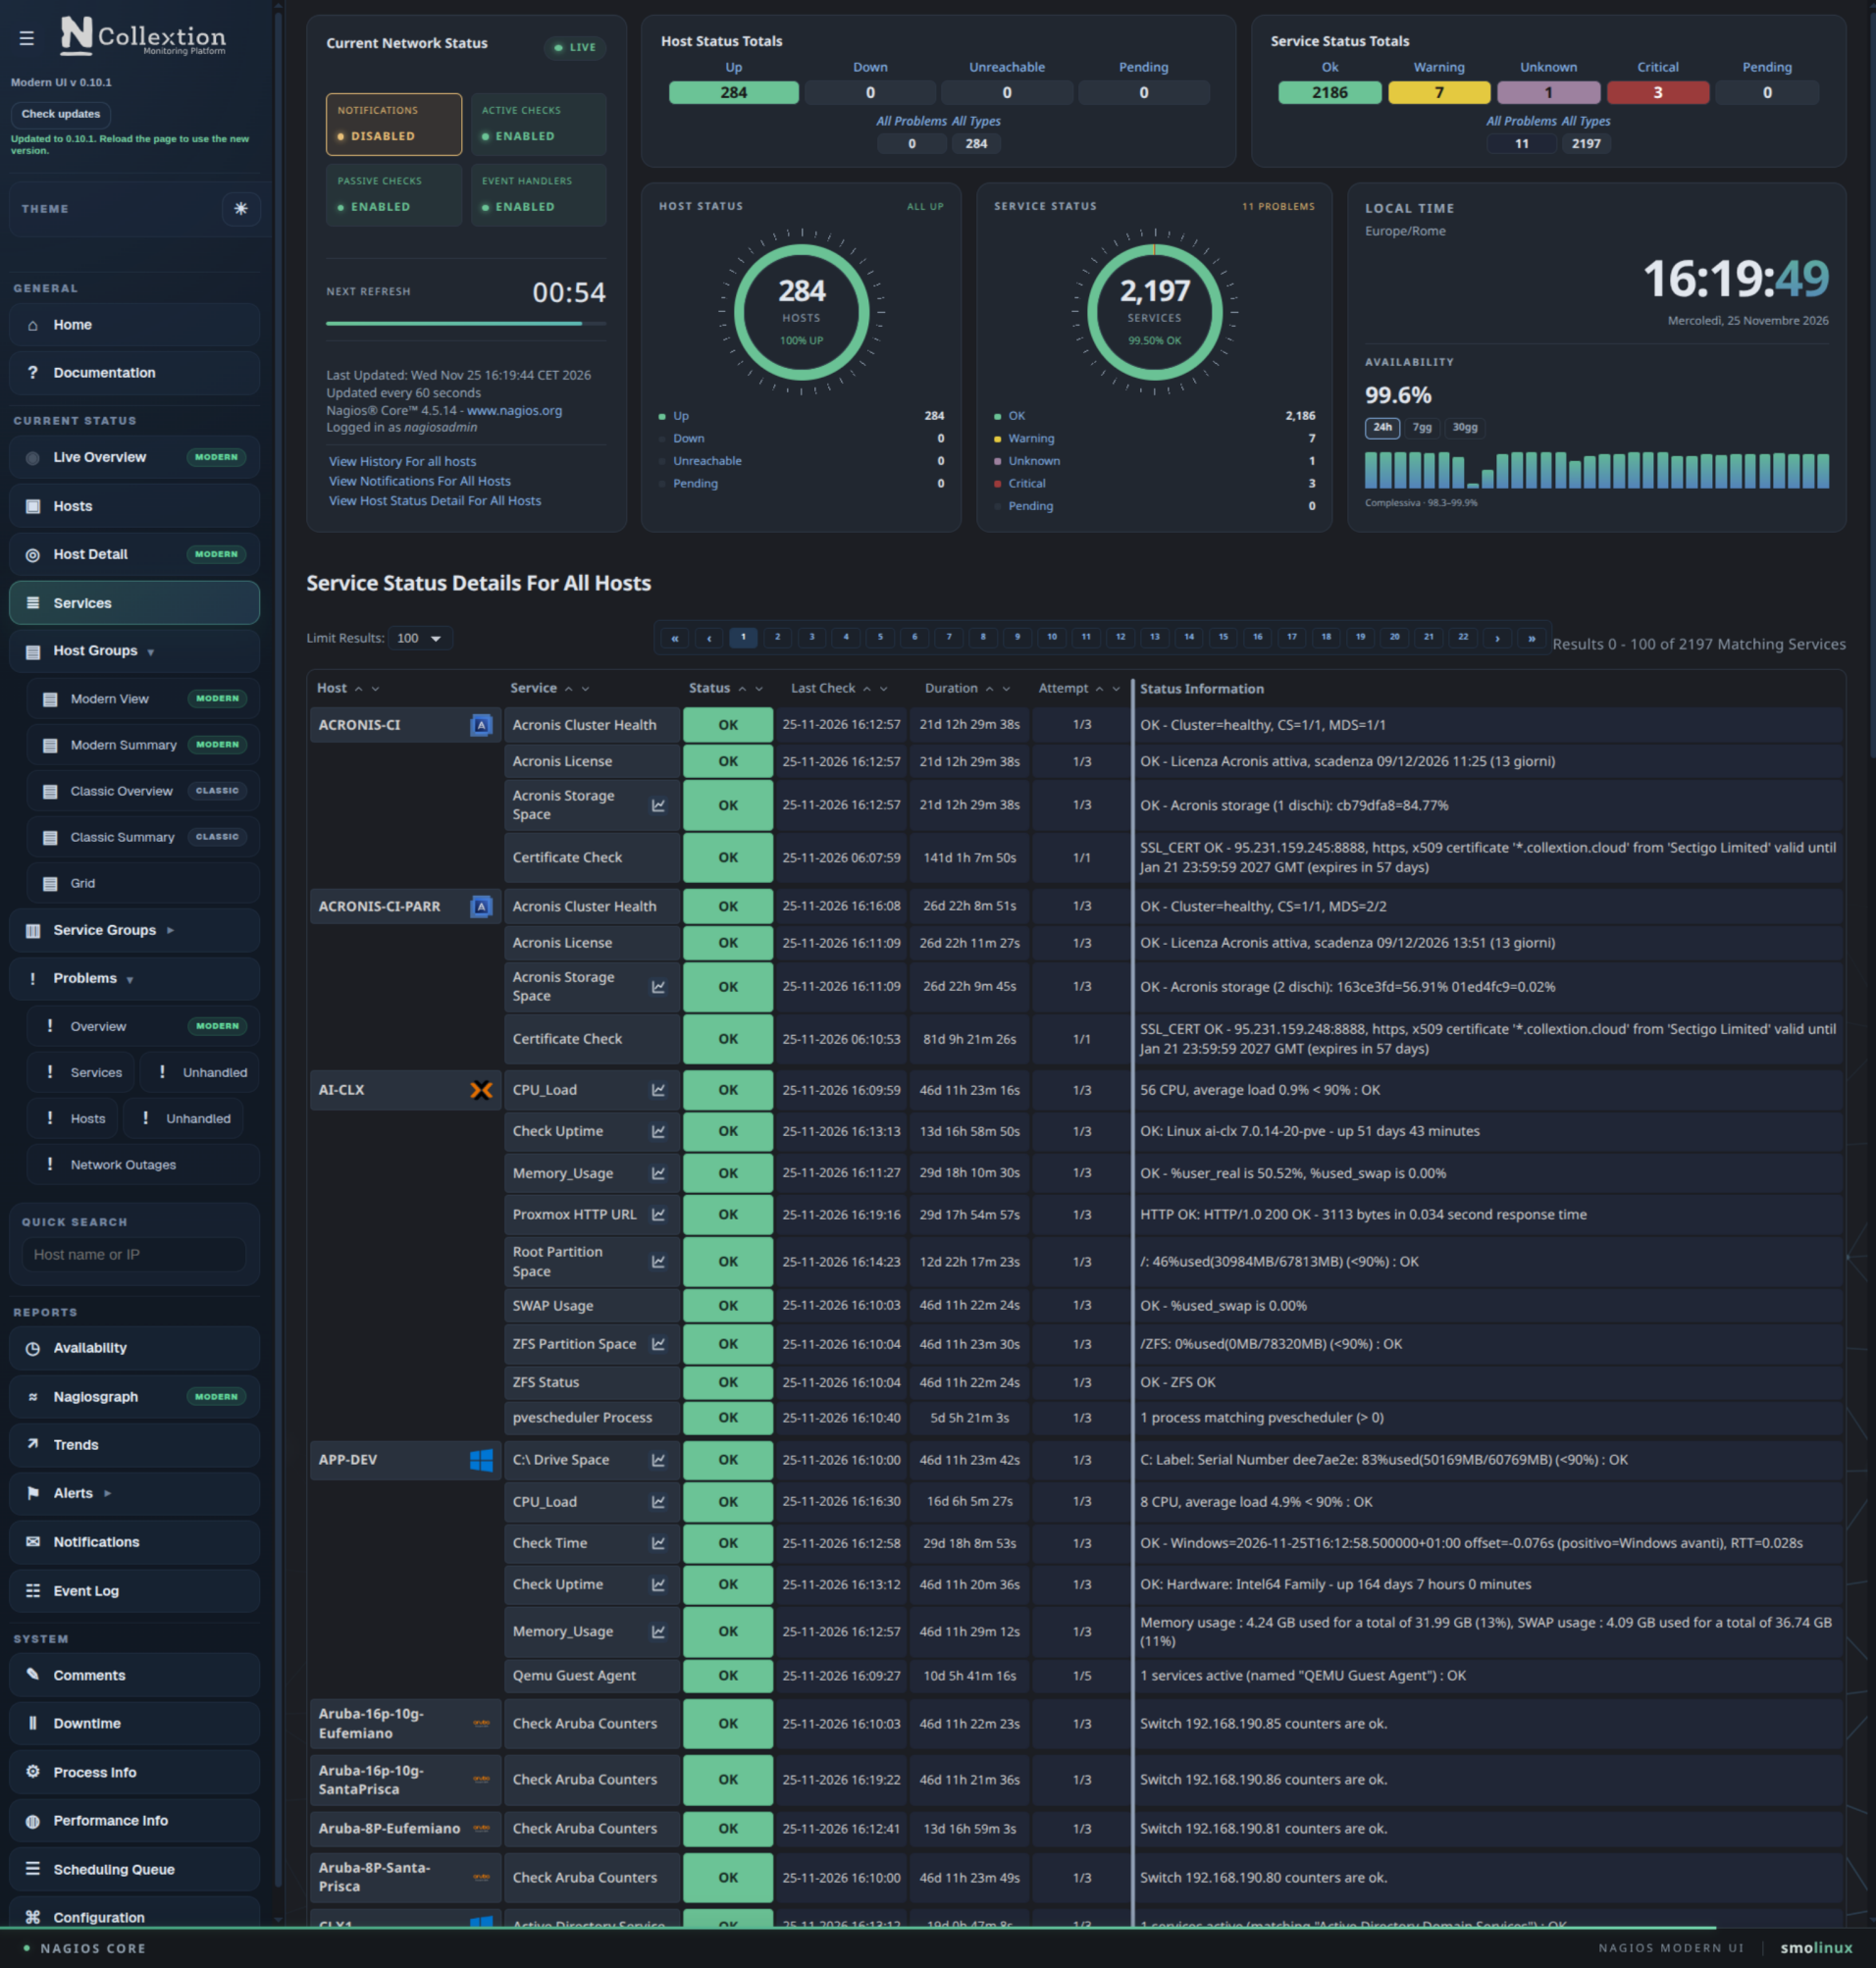 N Collextion
Monitoring Platform
Modern UI v 0.10.1
Check updates
Updated to 0.10.1. Reload the page to use the new
version.
THEME
GENERAL
Home
Documentation
CURRENT STATUS
Live Overview MODERN
Hosts
Host Detail MODERN
Services
Host Groups
Modern View MODERN
Modern Summary MODERN
Classic Overview CLASSIC
Classic Summary CLASSIC
Grid
Service Groups
Problems
Overview MODERN
Services Unhandled
Hosts Unhandled
Network Outages
QUICK SEARCH
Host name or IP
REPORTS
Availability
Nagiosgraph MODERN
Trends
Alerts
Notifications
Event Log
SYSTEM
Comments
Downtime
Process Info
Performance Info
Scheduling Queue
Configuration
Current Network Status LIVE
NOTIFICATIONS ACTIVE CHECKS
DISABLED ENABLED
PASSIVE CHECKS EVENT HANDLERS
ENABLED ENABLED
NEXT REFRESH 00:54
Last Updated: Wed Nov 25 16:19:44 CET 2026
Updated every 60 seconds
Nagios® Core™ 4.5.14 - www.nagios.org
Logged in as nagiosadmin
View History For all hosts
View Notifications For All Hosts
View Host Status Detail For All Hosts
Host Status Totals
Up Down Unreachable Pending
284 0 0 0
All Problems All Types
0 284
Service Status Totals
Ok Warning Unknown Critical Pending
2186 7 1 3 0
All Problems All Types
11 2197
HOST STATUS ALL UP
284
HOSTS
100% UP
Up 284
Down 0
Unreachable 0
Pending 0
SERVICE STATUS 11 PROBLEMS
2,197
SERVICES
99.50% OK
OK 2,186
Warning 7
Unknown 1
Critical 3
Pending 0
LOCAL TIME
Europe/Rome
16:19:49
Mercoledì, 25 Novembre 2026
AVAILABILITY
99.6%
24h 7gg 30gg
Complessiva · 98.3–99.9%
Service Status Details For All Hosts
Limit Results: 100 « ‹ 1 2 3 4 5 6 7 8 9 10 11 12 13 14 15 16 17 18 19 20 21 22 › » Results 0 - 100 of 2197 Matching Services
Host Service Status Last Check Duration Attempt Status Information
ACRONIS-CI Acronis Cluster Health OK 25-11-2026 16:12:57 21d 12h 29m 38s 1/3 OK - Cluster=healthy, CS=1/1, MDS=1/1
Acronis License OK 25-11-2026 16:12:57 21d 12h 29m 38s 1/3 OK - Licenza Acronis attiva, scadenza 09/12/2026 11:25 (13 giorni)
Acronis Storage
Space OK 25-11-2026 16:12:57 21d 12h 29m 38s 1/3 OK - Acronis storage (1 dischi): cb79dfa8=84.77%
Certificate Check OK 25-11-2026 06:07:59 141d 1h 7m 50s 1/1 SSL_CERT OK - 95.231.159.245:8888, https, x509 certificate '*.collextion.cloud' from 'Sectigo Limited' valid until
Jan 21 23:59:59 2027 GMT (expires in 57 days)
ACRONIS-CI-PARR Acronis Cluster Health OK 25-11-2026 16:16:08 26d 22h 8m 51s 1/3 OK - Cluster=healthy, CS=1/1, MDS=2/2
Acronis License OK 25-11-2026 16:11:09 26d 22h 11m 27s 1/3 OK - Licenza Acronis attiva, scadenza 09/12/2026 13:51 (13 giorni)
Acronis Storage
Space OK 25-11-2026 16:11:09 26d 22h 9m 45s 1/3 OK - Acronis storage (2 dischi): 163ce3fd=56.91% 01ed4fc9=0.02%
Certificate Check OK 25-11-2026 06:10:53 81d 9h 21m 26s 1/1 SSL_CERT OK - 95.231.159.248:8888, https, x509 certificate '*.collextion.cloud' from 'Sectigo Limited' valid until
Jan 21 23:59:59 2027 GMT (expires in 57 days)
AI-CLX CPU_Load OK 25-11-2026 16:09:59 46d 11h 23m 16s 1/3 56 CPU, average load 0.9% < 90% : OK
Check Uptime OK 25-11-2026 16:13:13 13d 16h 58m 50s 1/3 OK: Linux ai-clx 7.0.14-20-pve - up 51 days 43 minutes
Memory_Usage OK 25-11-2026 16:11:27 29d 18h 10m 30s 1/3 OK - %user_real is 50.52%, %used_swap is 0.00%
Proxmox HTTP URL OK 25-11-2026 16:19:16 29d 17h 54m 57s 1/3 HTTP OK: HTTP/1.0 200 OK - 3113 bytes in 0.034 second response time
Root Partition
Space OK 25-11-2026 16:14:23 12d 22h 17m 23s 1/3 /: 46%used(30984MB/67813MB) (<90%) : OK
SWAP Usage OK 25-11-2026 16:10:03 46d 11h 22m 24s 1/3 OK - %used_swap is 0.00%
ZFS Partition Space OK 25-11-2026 16:10:04 46d 11h 23m 30s 1/3 /ZFS: 0%used(0MB/78320MB) (<90%) : OK
ZFS Status OK 25-11-2026 16:10:04 46d 11h 22m 24s 1/3 OK - ZFS OK
pvescheduler Process OK 25-11-2026 16:10:40 5d 5h 21m 3s 1/3 1 process matching pvescheduler (> 0)
APP-DEV C:\ Drive Space OK 25-11-2026 16:10:00 46d 11h 23m 42s 1/3 C: Label: Serial Number dee7ae2e: 83%used(50169MB/60769MB) (<90%) : OK
CPU_Load OK 25-11-2026 16:16:30 16d 6h 5m 27s 1/3 8 CPU, average load 4.9% < 90% : OK
Check Time OK 25-11-2026 16:12:58 29d 18h 8m 53s 1/3 OK - Windows=2026-11-25T16:12:58.500000+01:00 offset=-0.076s (positivo=Windows avanti), RTT=0.028s
Check Uptime OK 25-11-2026 16:13:12 46d 11h 20m 36s 1/3 OK: Hardware: Intel64 Family - up 164 days 7 hours 0 minutes
Memory_Usage OK 25-11-2026 16:12:57 46d 11h 29m 12s 1/3 Memory usage : 4.24 GB used for a total of 31.99 GB (13%), SWAP usage : 4.09 GB used for a total of 36.74 GB
(11%)
Qemu Guest Agent OK 25-11-2026 16:09:27 10d 5h 41m 16s 1/5 1 services active (named "QEMU Guest Agent") : OK
Aruba-16p-10g-
Eufemiano Check Aruba Counters OK 25-11-2026 16:10:03 46d 11h 22m 23s 1/3 Switch 192.168.190.85 counters are ok.
Aruba-16p-10g-
SantaPrisca Check Aruba Counters OK 25-11-2026 16:19:22 46d 11h 21m 36s 1/3 Switch 192.168.190.86 counters are ok.
Aruba-8P-Eufemiano Check Aruba Counters OK 25-11-2026 16:12:41 13d 16h 59m 3s 1/3 Switch 192.168.190.81 counters are ok.
Aruba-8P-Santa-
Prisca Check Aruba Counters OK 25-11-2026 16:10:00 46d 11h 23m 49s 1/3 Switch 192.168.190.80 counters are ok.
CLX1 Active Directory Service OK 25-11-2026 16:13:12 19d 0h 47m 8s 1/3 1 services active (matching "Active Directory Domain Services") : OK
NAGIOS CORE NAGIOS MODERN UI smolinux